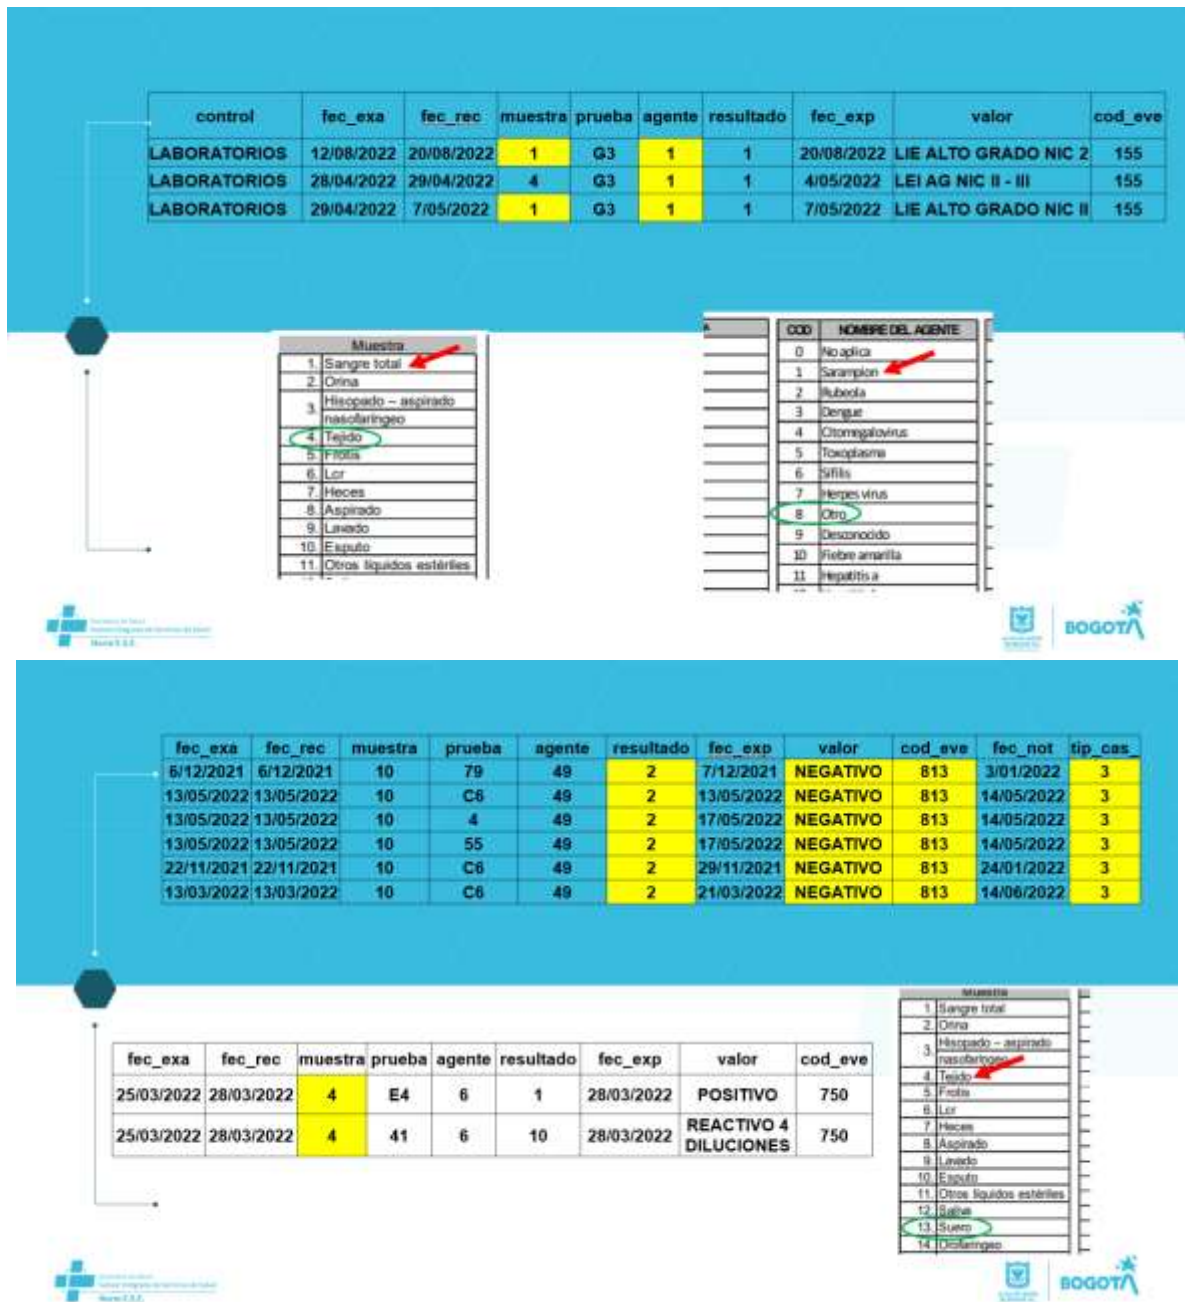 control fec_exa fec_rec muestra prueba agente resultado fec_exp valor cod_eve
LABORATORIOS 12/08/2022 20/08/2022 1 G3 1 1 20/08/2022 LIE ALTO GRADO NIC 2 155
LABORATORIOS 28/04/2022 29/04/2022 4 G3 1 1 4/05/2022 LEI AG NIC II - III 155
LABORATORIOS 29/04/2022 7/05/2022 1 G3 1 1 7/05/2022 LIE ALTO GRADO NIC II 155
Muestra
1. Sangre total
2. Orina
3. Hisopado – aspirado
nasofaringeo
4. Tejido
5. Frotis
6. Lcr
7. Heces
8. Aspirado
9. Lavado
10. Esputo
11. Otros liquidos estériles
COD NOMBRE DEL AGENTE
0 No aplica
1 Sarampion
2 Rubeola
3 Dengue
4 Citomegalovirus
5 Toxoplasma
6 Sifilis
7 Herpes virus
8 Otro
9 Desconocido
10 Fiebre amarilla
11 Hepatitis a
Norte E.S.E.
BOGOTÁ
fec_exa fec_rec muestra prueba agente resultado fec_exp valor cod_eve fec_not tip_cas_
6/12/2021 6/12/2021 10 79 49 2 7/12/2021 NEGATIVO 813 3/01/2022 3
13/05/2022 13/05/2022 10 C6 49 2 13/05/2022 NEGATIVO 813 14/05/2022 3
13/05/2022 13/05/2022 10 4 49 2 17/05/2022 NEGATIVO 813 14/05/2022 3
13/05/2022 13/05/2022 10 55 49 2 17/05/2022 NEGATIVO 813 14/05/2022 3
22/11/2021 22/11/2021 10 C6 49 2 29/11/2021 NEGATIVO 813 24/01/2022 3
13/03/2022 13/03/2022 10 C6 49 2 21/03/2022 NEGATIVO 813 14/06/2022 3
fec_exa fec_rec muestra prueba agente resultado fec_exp valor cod_eve
25/03/2022 28/03/2022 4 E4 6 1 28/03/2022 POSITIVO 750
25/03/2022 28/03/2022 4 41 6 10 28/03/2022 REACTIVO 4 DILUCIONES 750
Muestra
1. Sangre total
2. Orina
3. Hisopado – aspirado
nasofaringeo
4. Tejido
5. Frotis
6. Lcr
7. Heces
8. Aspirado
9. Lavado
10. Esputo
11. Otros liquidos estériles
12. Saliva
13. Suero
14. Orofaringeo
Norte E.S.E.
BOGOTÁ